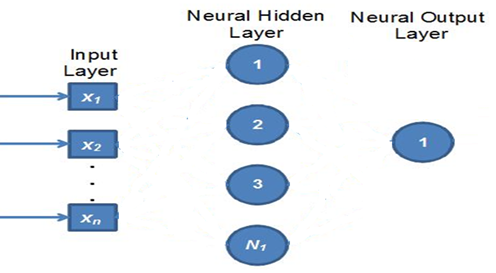 Neural Hidden
Layer
Neural Output
Layer
Input
Layer
x1
x2
xn
1
2
3
N1
1